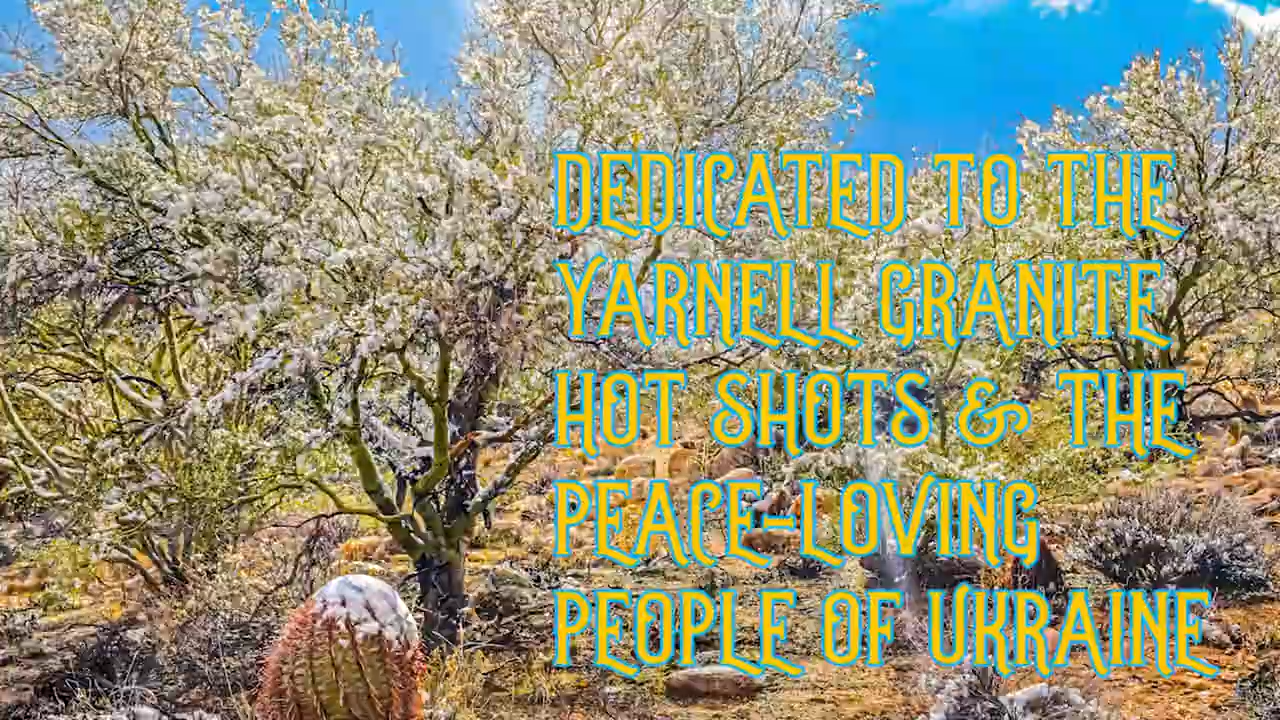 DEDICATED TO THE
YARNELL GRANITE
HOT SHOTS & THE
PEACE-LOVING
PEOPLE OF UKRAINE